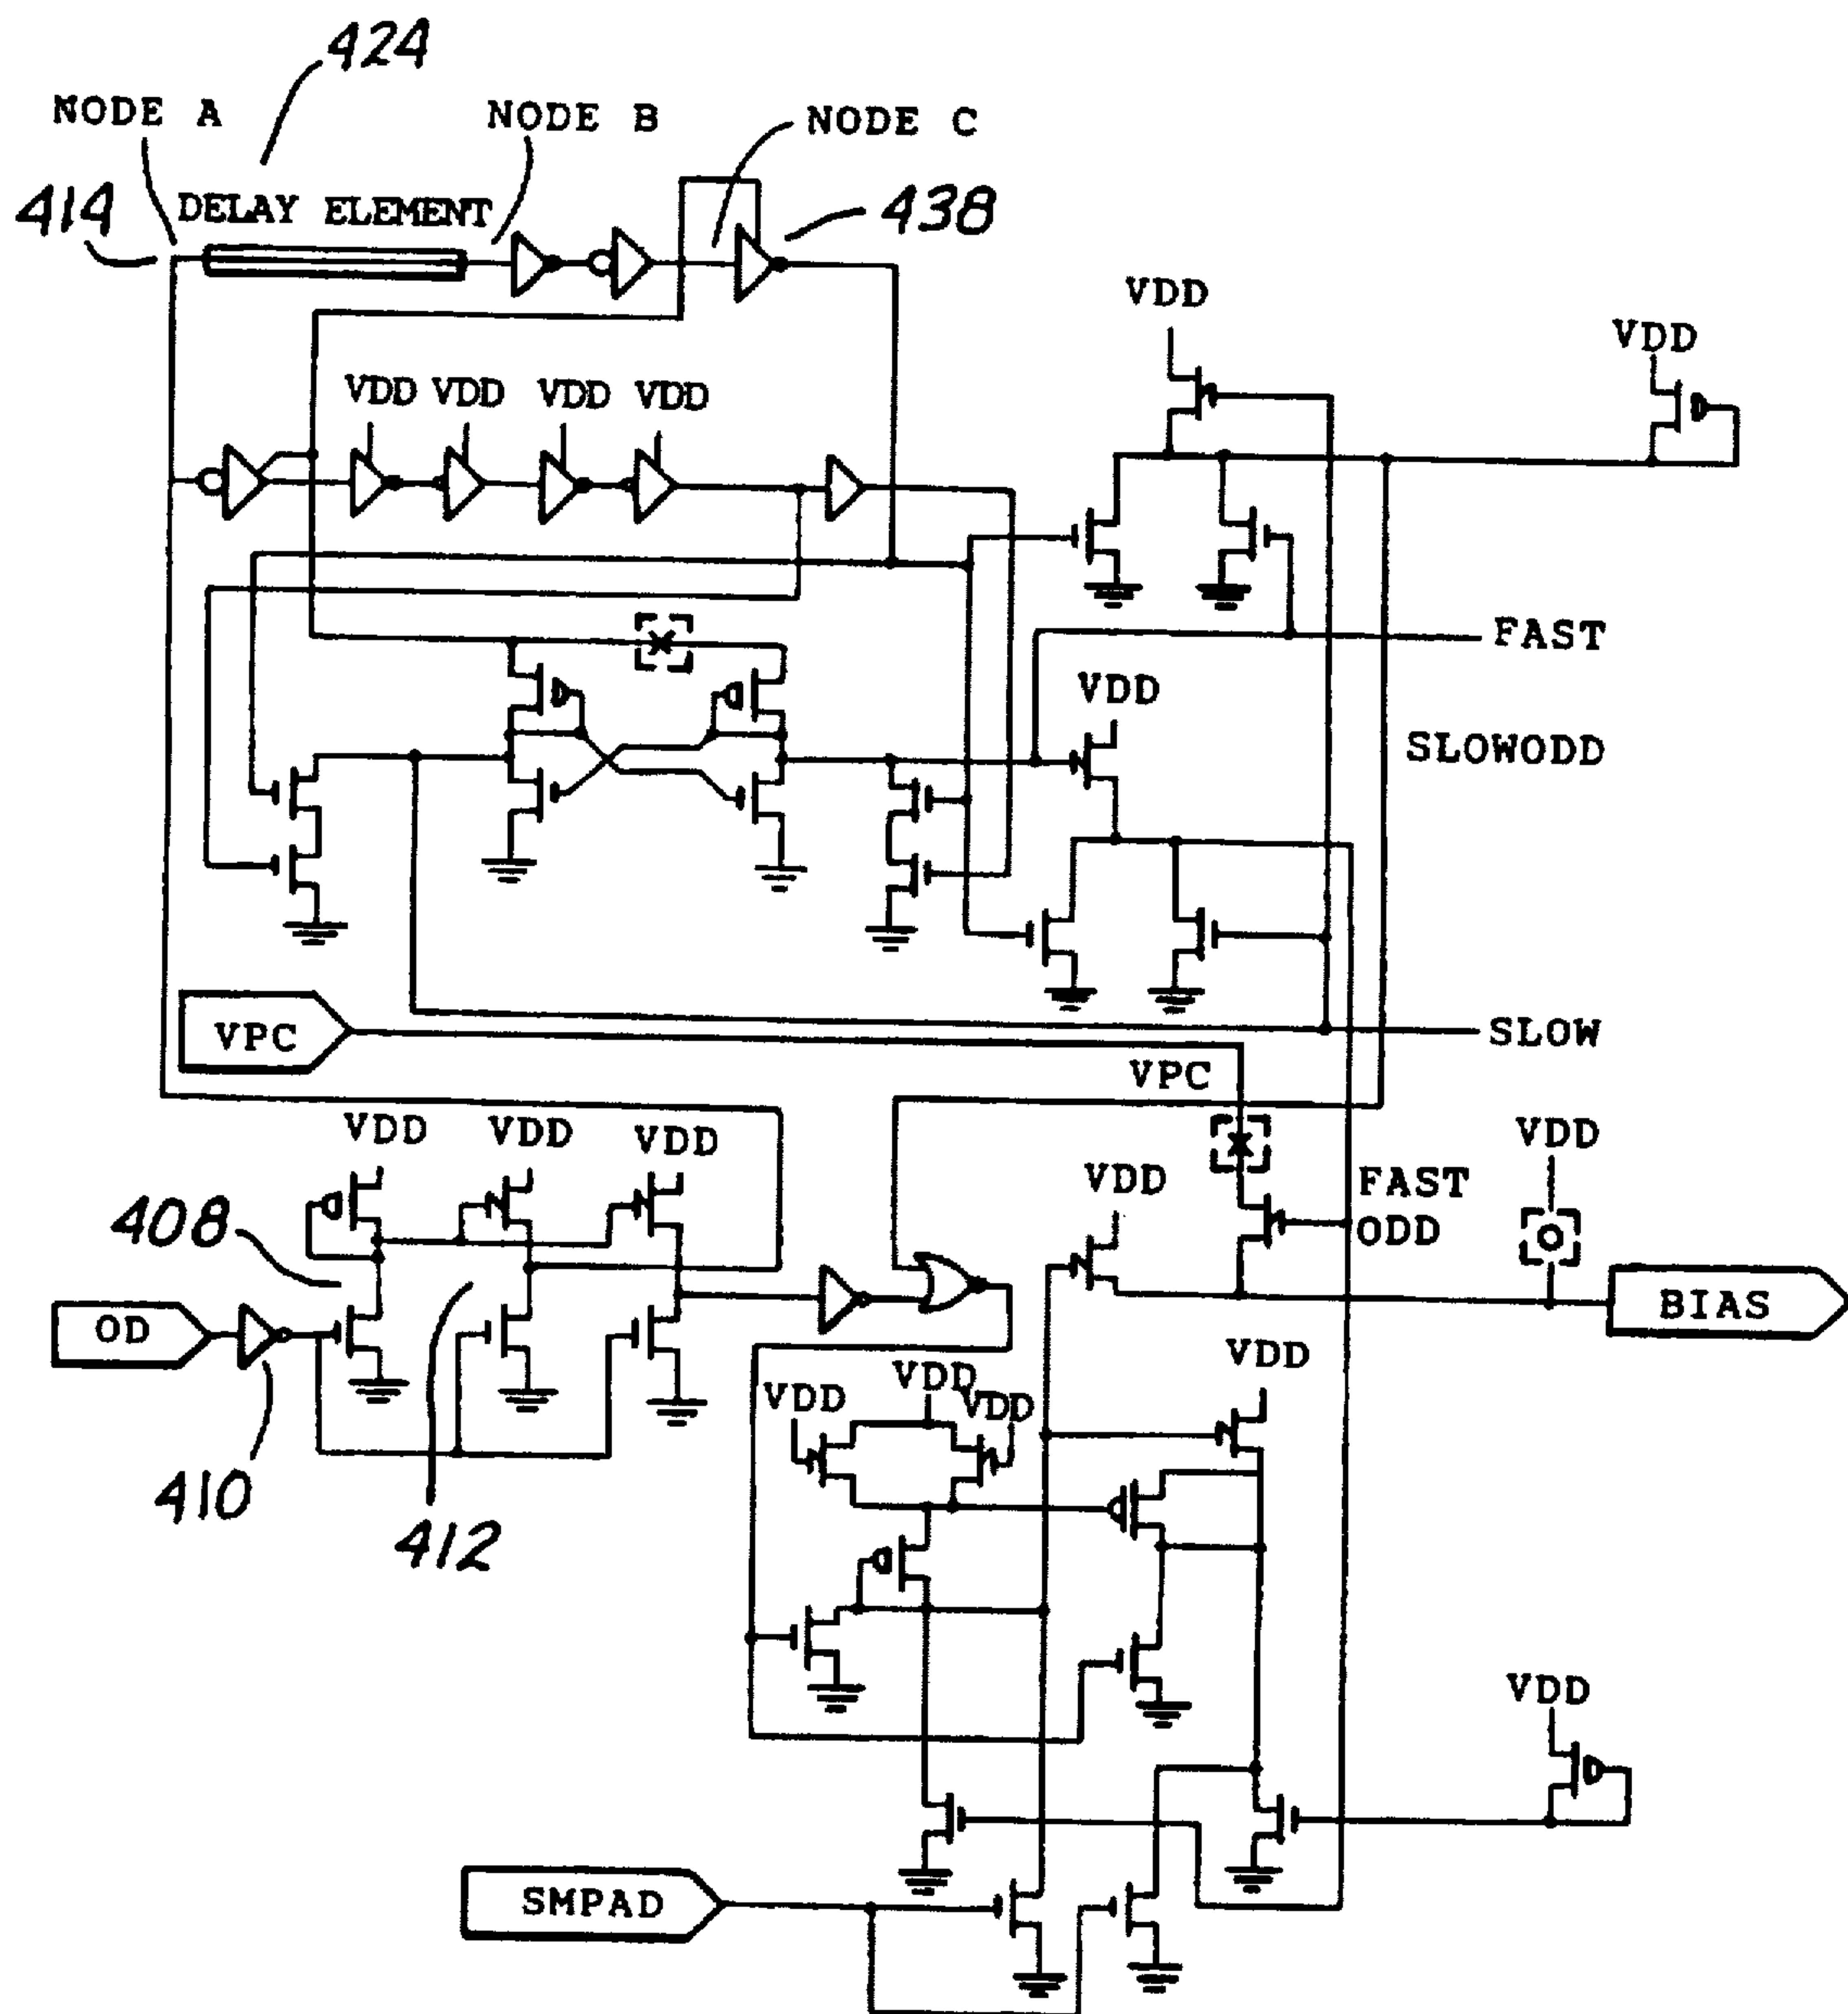 424
NODE A
NODE B
NODE C
414
DELAY ELEMENT
438
VDD
VDD
VDD
VDD
VDD
VDD
FAST
VDD
SLOWODD
VPC
SLOW
VPC
VDD
VDD
VDD
VDD
VDD
FAST
ODD
408
OD
BIAS
VDD
VDD
VDD
VDD
410
412
VDD
SMPAD